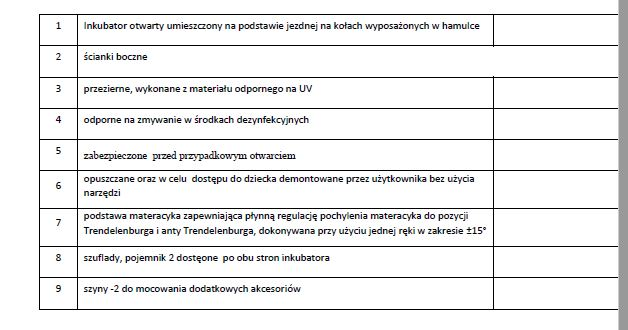 1 Inkubator otwarty umieszczony na podstawie jezdnej na kołach wyposażonych w hamulce
2 ścianki boczne
3 przezierne, wykonane z materiału odpornego na UV
4 odporne na zmywanie w środkach dezynfekcyjnych
5 zabezpieczone przed przypadkowym otwarciem
6 opuszczane oraz w celu dostępu do dziecka demontowane przez użytkownika bez użycia
narzędzi
7 podstawa materacyka zapewniająca płynną regulację pochylenia materacyka do pozycji
Trendelenburga i anty Trendelenburga, dokonywana przy użyciu jednej ręki w zakresie ±15°
8 szuflady, pojemnik 2 dostęone po obu stron inkubatora
9 szyny -2 do mocowania dodatkowych akcesoriów